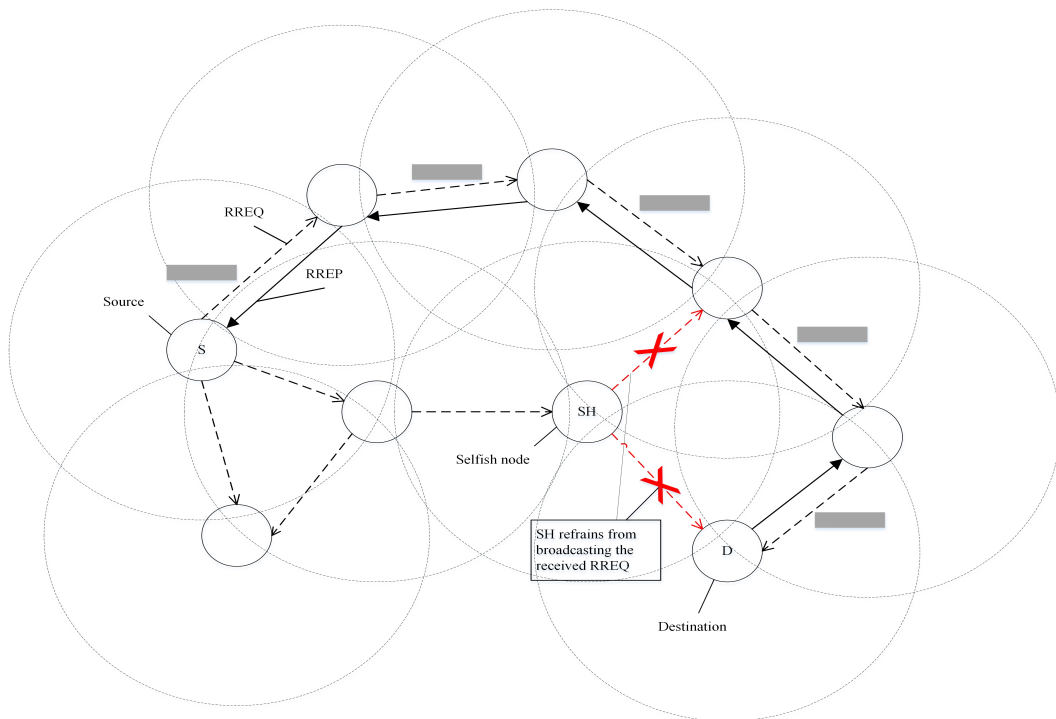 RREQ
RREP
Source
S
SH
Selfish node
SH refrains from
broadcasting the
received RREQ
D
Destination